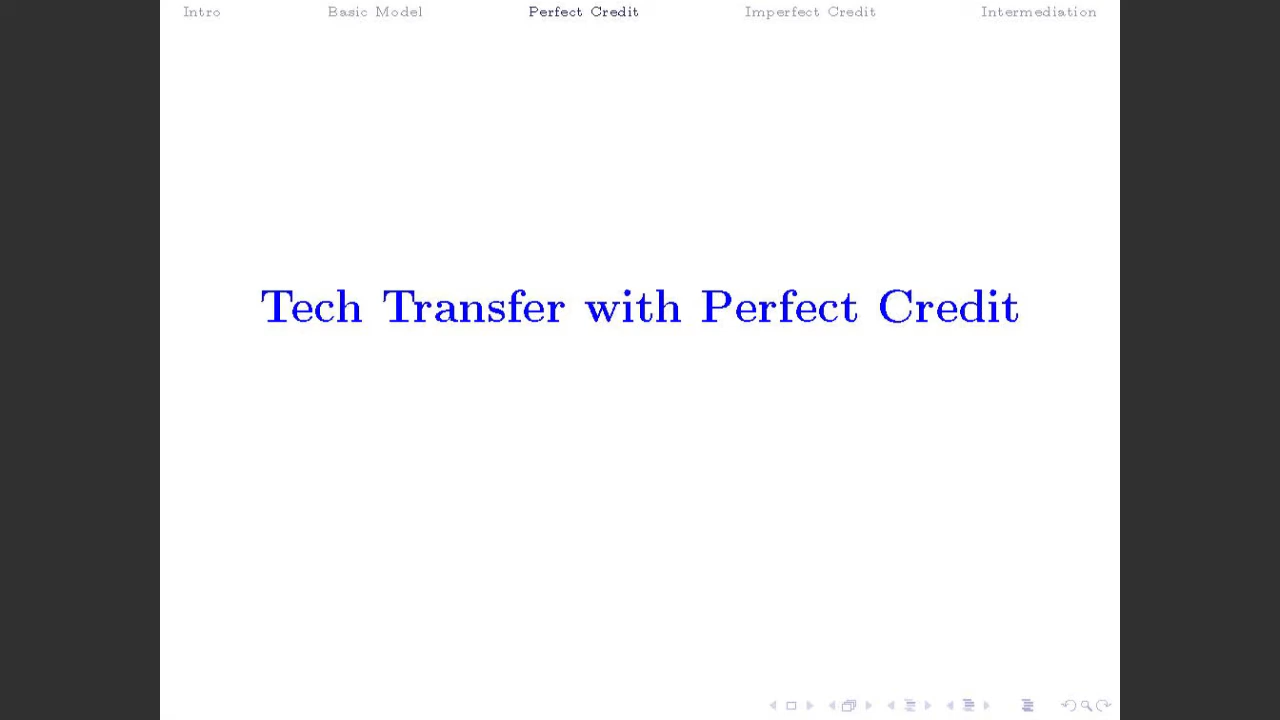 Intro Basic Model Perfect Credit Imperfect Credit Intermediation
Tech Transfer with Perfect Credit